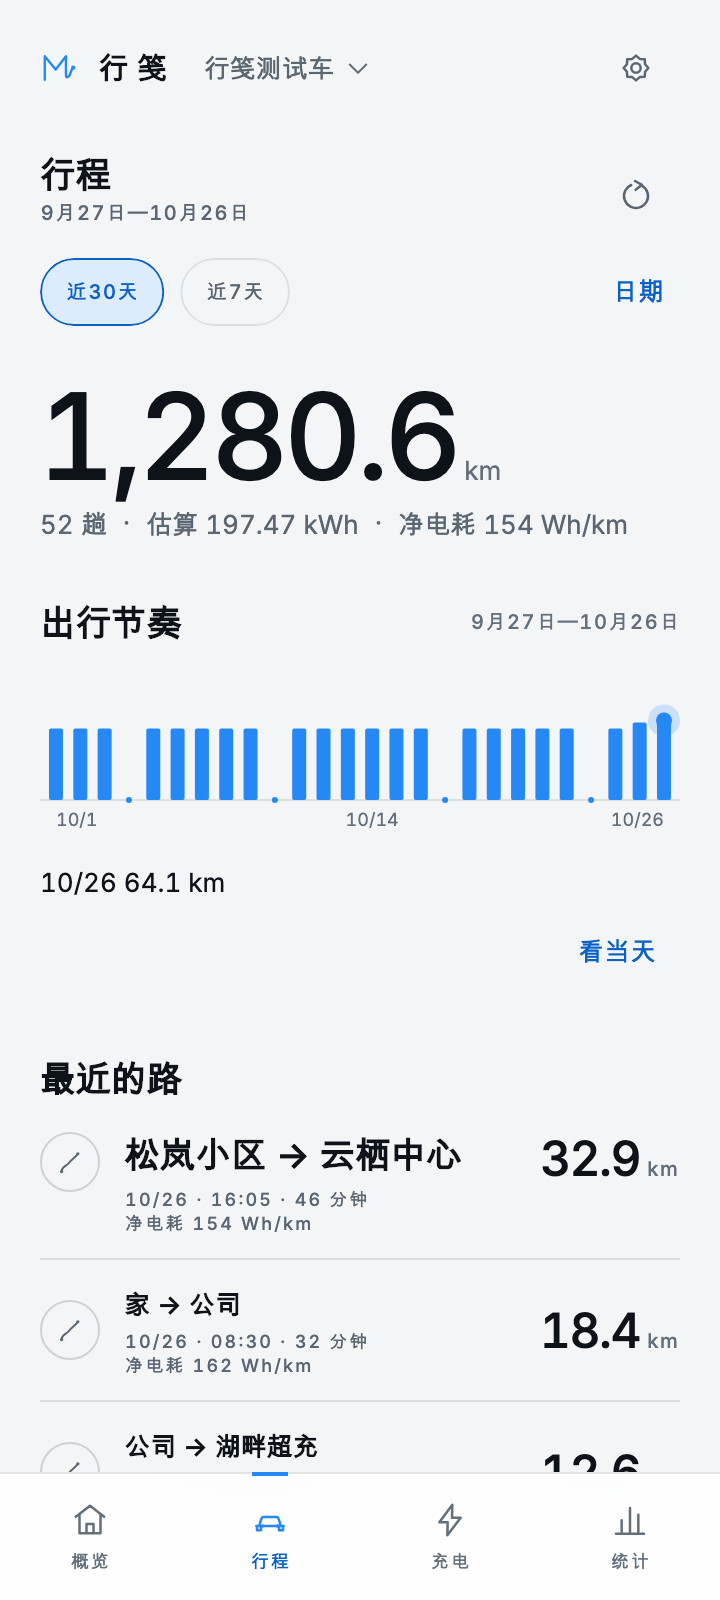 行笺 行笺测试车
行程
9月27日—10月26日
近30天 近7天 日期
1,280.6 km
52 趟 · 估算 197.47 kWh · 净电耗 154 Wh/km
出行节奏 9月27日—10月26日
10/1 10/14 10/26
10/26 64.1 km
看当天
最近的路
松岚小区 → 云栖中心 32.9 km
10/26 · 16:05 · 46 分钟
净电耗 154 Wh/km
家 → 公司 18.4 km
10/26 · 08:30 · 32 分钟
净电耗 162 Wh/km
公司 → 湖畔超充 12.6
概览 行程 充电 统计